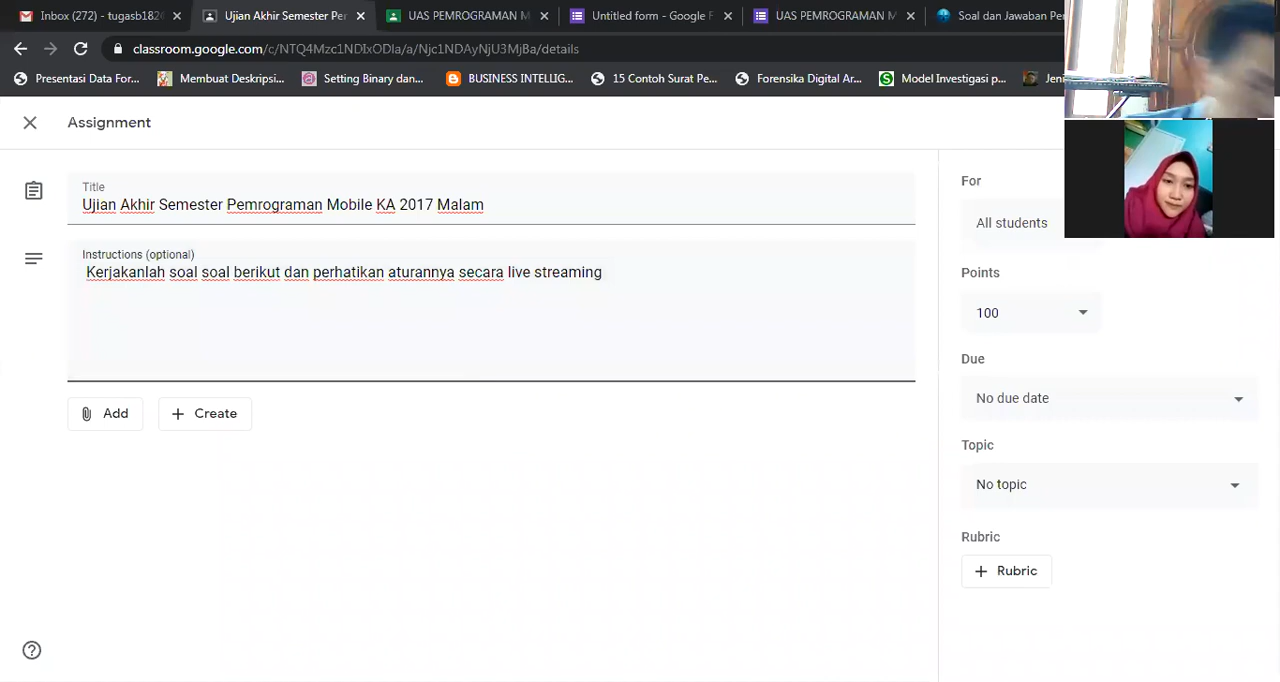 Inbox (272) - tugasb182
Ujian Akhir Semester Per
UAS PEMROGRAMAN M
Untitled form - Google F
UAS PEMROGRAMAN M
Soal dan Jawaban Pe
classroom.google.com/c/NTQ4Mzc1NDIxODla/a/Njc1NDAyNjU3MjBa/details
Presentasi Data For...
Membuat Deskripsi...
Setting Binary dan...
BUSINESS INTELLIG...
15 Contoh Surat Pe...
Forensika Digital Ar...
Model Investigasi p...
Jeni
Assignment
Title
Ujian Akhir Semester Pemrograman Mobile KA 2017 Malam
Instructions (optional)
Kerjakanlah soal soal berikut dan perhatikan aturannya secara live streaming
Add
Create
For
All students
Points
100
Due
No due date
Topic
No topic
Rubric
Rubric